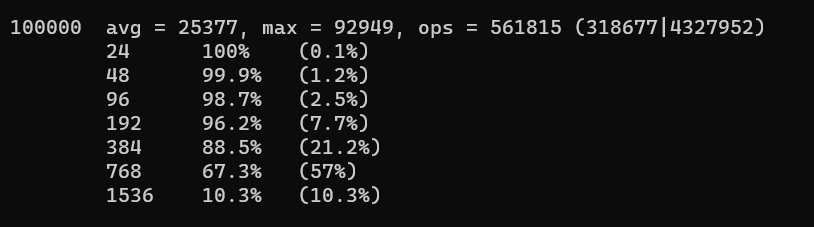 100000  avg = 25377, max = 92949, ops = 561815 (318677|4327952)
24      100%    (0.1%)
48      99.9%   (1.2%)
96      98.7%   (2.5%)
192     96.2%   (7.7%)
384     88.5%   (21.2%)
768     67.3%   (57%)
1536    10.3%   (10.3%)